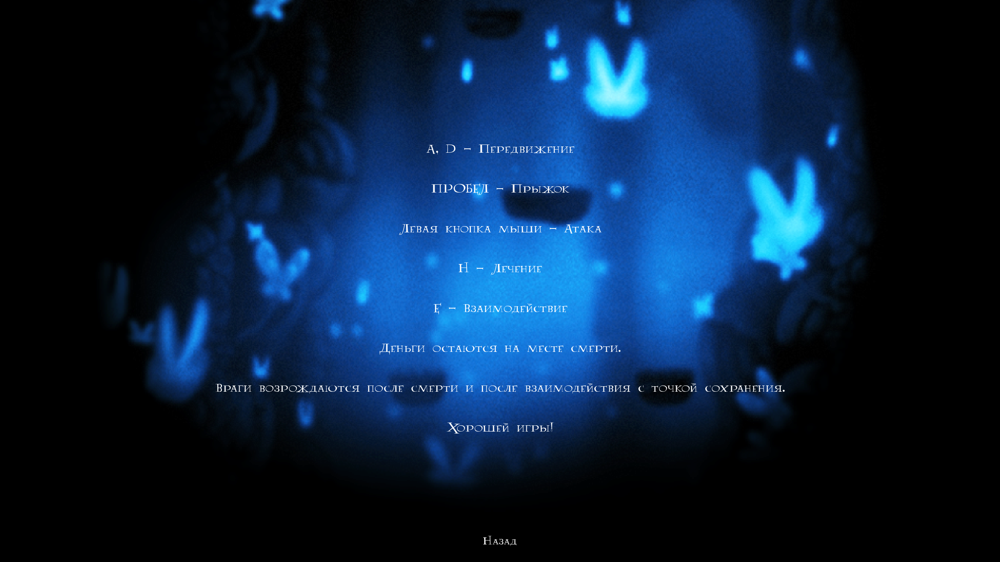 A, D - Передвижение
ПРОБЕЛ - Прыжок
Левая кнопка мыши - Атака
H - Лечение
E - Взаимодействие
Деньги остаются на месте смерти.
Враги возрождаются после смерти и после взаимодействия с точкой сохранения.
Хорошей игры!
Назад